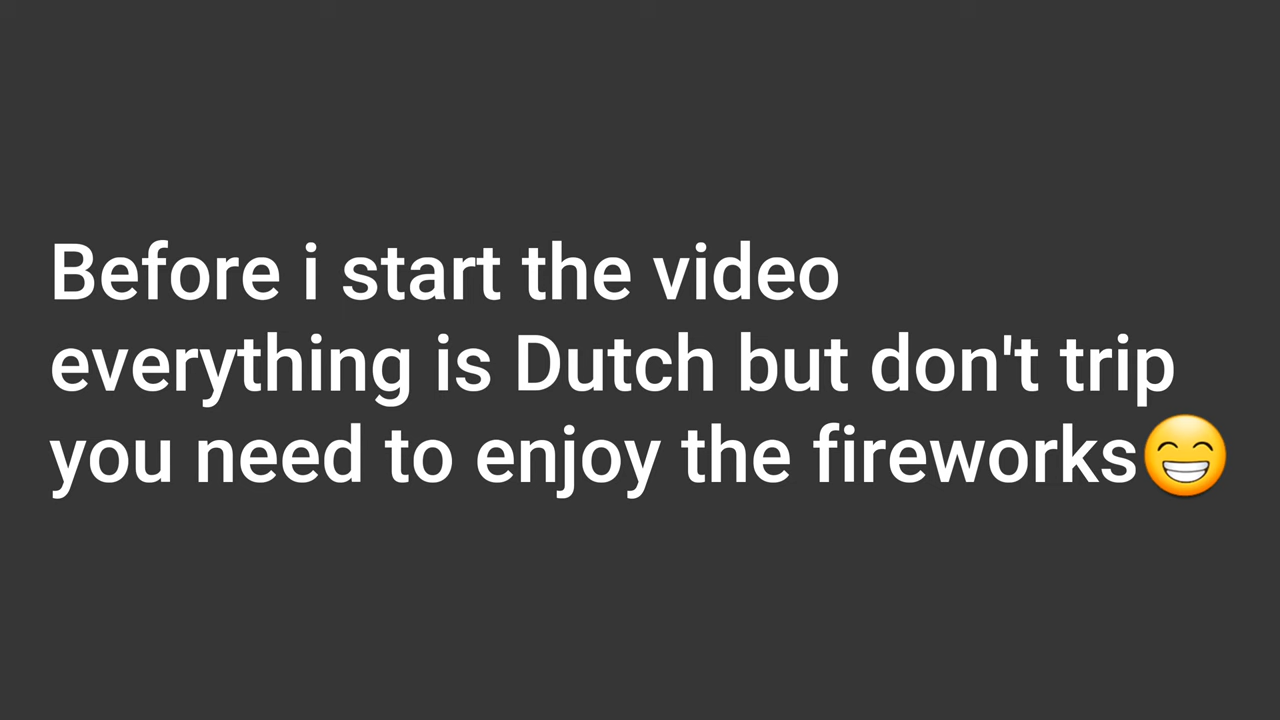 Before i start the video
everything is Dutch but don't trip
you need to enjoy the fireworks😁